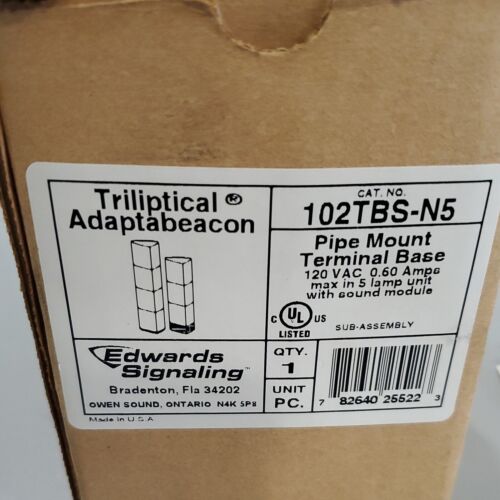 Triliptical ®
Adaptabeacon
CAT. NO.
102TBS-N5
Pipe Mount
Terminal Base
120 VAC 0.60 Amps
max in 5 lamp unit
with sound module
C UL US
LISTED
SUB-ASSEMBLY
Edwards
Signaling™
Bradenton, Fla 34202
OWEN SOUND, ONTARIO N4K 5P8
Made in U.S.A
QTY.
1
UNIT
PC.
7 82640 25522 3